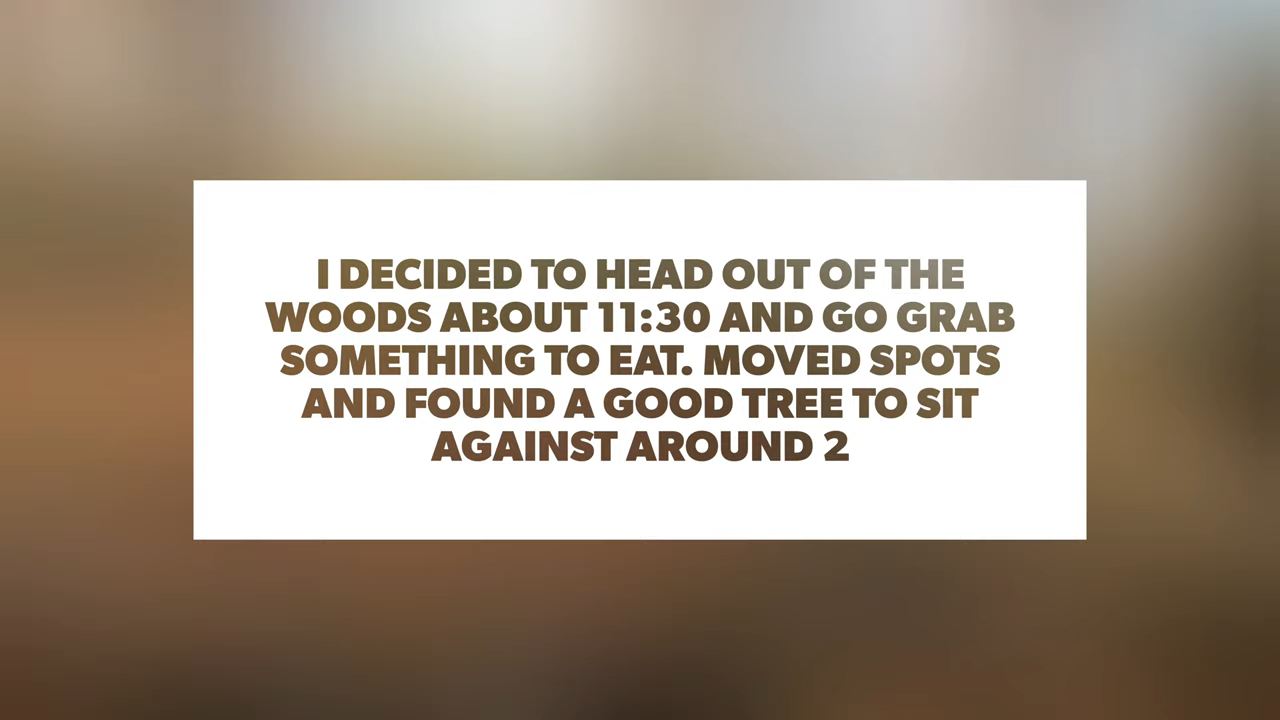 I DECIDED TO HEAD OUT OF THE
WOODS ABOUT 11:30 AND GO GRAB
SOMETHING TO EAT. MOVED SPOTS
AND FOUND A GOOD TREE TO SIT
AGAINST AROUND 2